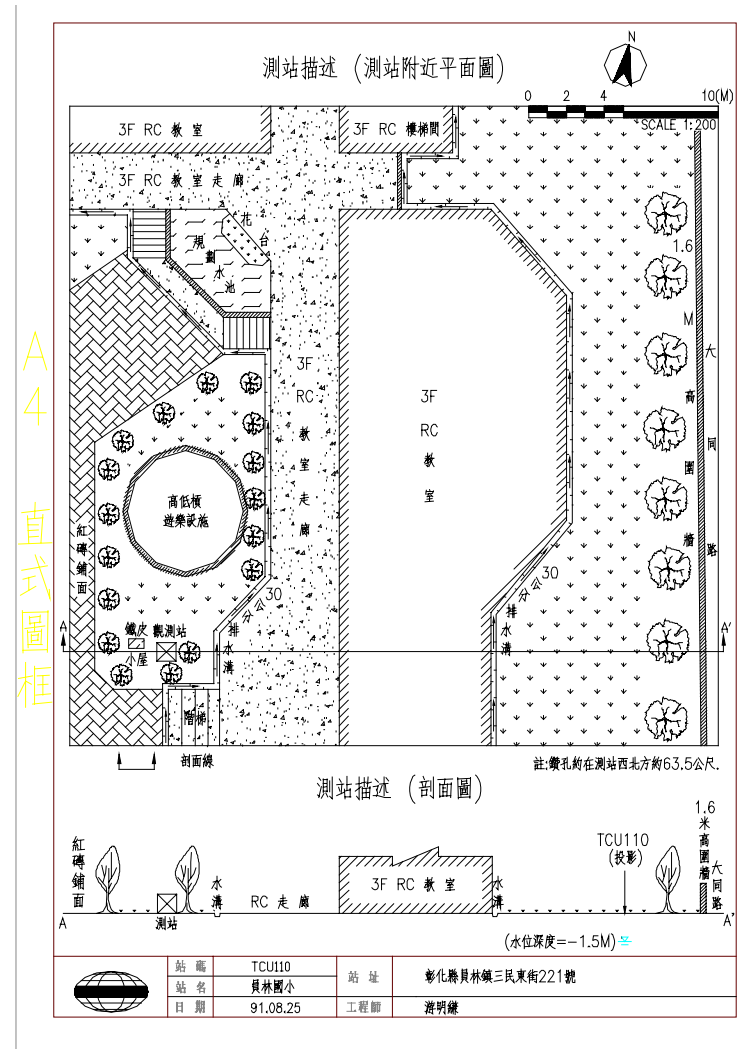 測站描述 (測站附近平面圖)
N
0 2 4 10(M)
SCALE 1:200
3F RC 教 室
3F RC 樓梯間
3F RC 教 室 走 廊
花台
規劃水池
1.6 M 高圍牆
大同路
3F RC 教室走廊
3F RC 教室
高低槓
遊樂設施
紅磚鋪面
30公分排水溝
30公分排水溝
鐵皮小屋
觀測站
A
A'
階梯
剖面線
註:鑽孔約在測站西北方約63.5公尺.
測站描述 (剖面圖)
1.6米高圍牆
大同路
TCU110
(投影)
紅磚鋪面
水溝
RC 走 廊
3F RC 教 室
水溝
A
測站
A'
(水位深度=-1.5M)
站 碼 TCU110
站 址 彰化縣員林鎮三民東街221號
站 名 員林國小
日 期 91.08.25
工程師 游明謙
A4 直式圖框